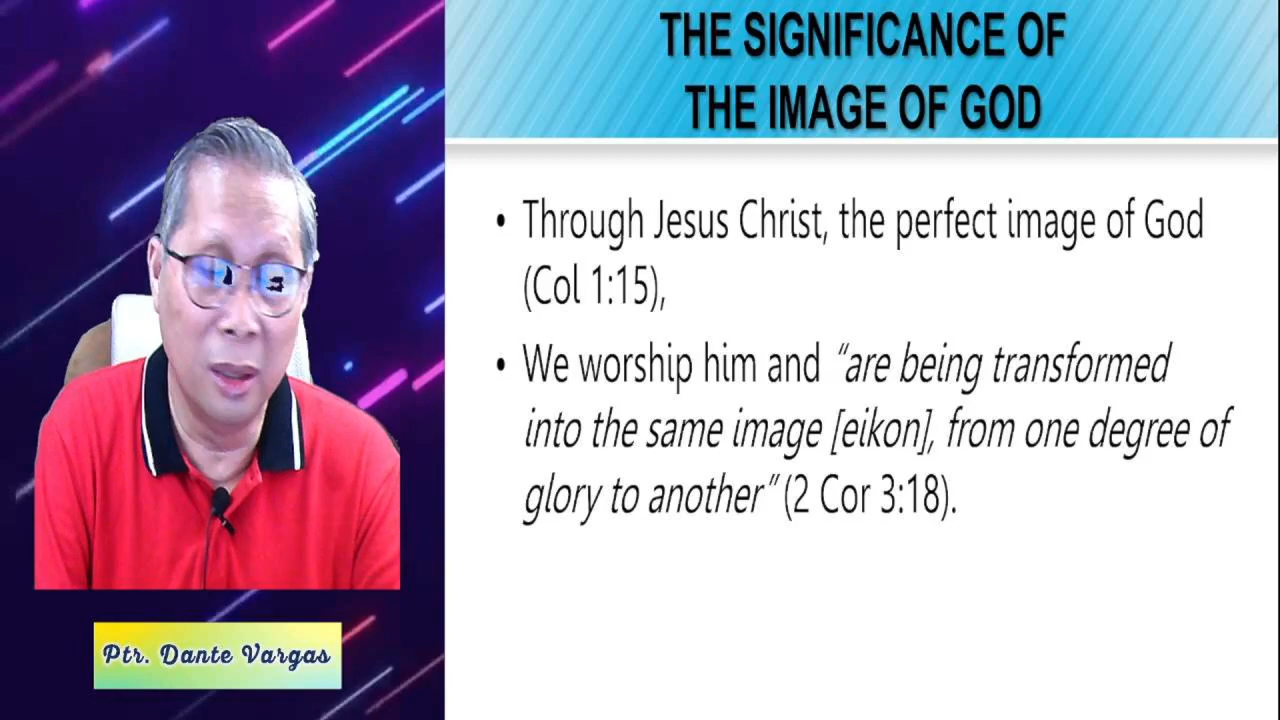 THE SIGNIFICANCE OF
THE IMAGE OF GOD
• Through Jesus Christ, the perfect image of God
(Col 1:15),
• We worship him and “are being transformed
into the same image [eikon], from one degree of
glory to another” (2 Cor 3:18).
Ptr. Dante Vargas